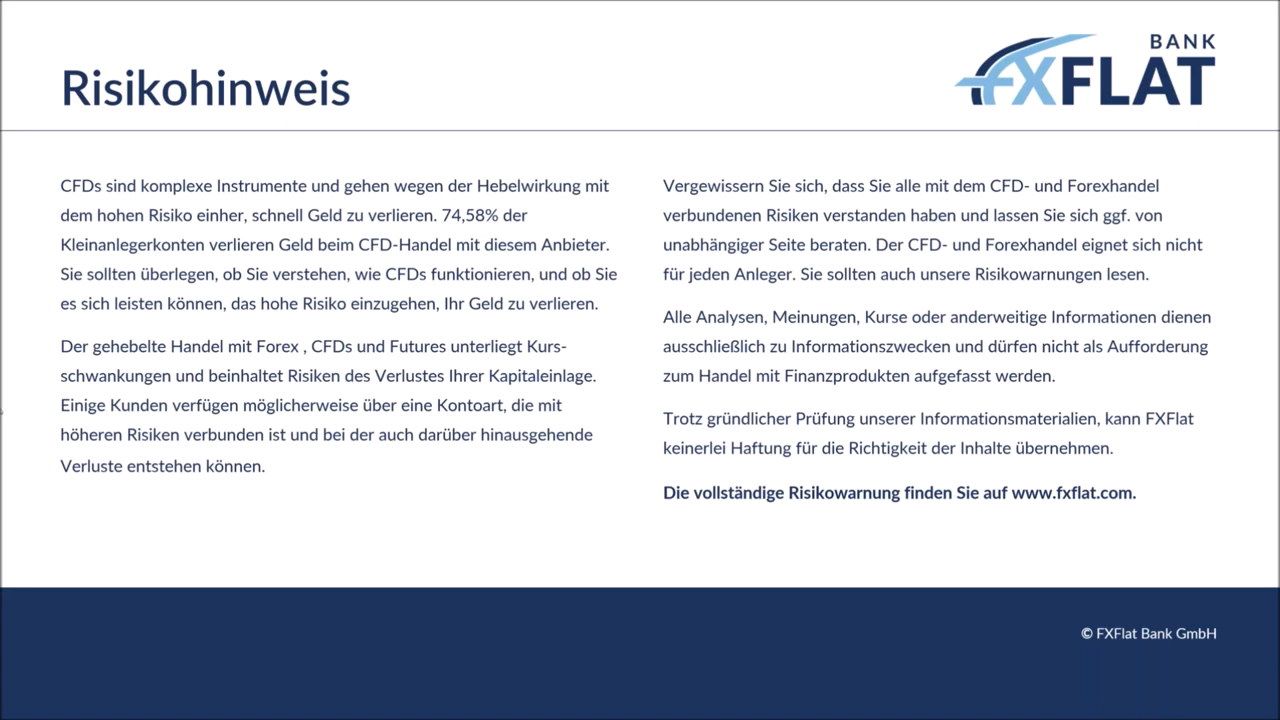 Risikohinweis
BANK
FXFLAT
CFDs sind komplexe Instrumente und gehen wegen der Hebelwirkung mit
dem hohen Risiko einher, schnell Geld zu verlieren. 74,58% der
Kleinanlegerkonten verlieren Geld beim CFD-Handel mit diesem Anbieter.
Sie sollten überlegen, ob Sie verstehen, wie CFDs funktionieren, und ob Sie
es sich leisten können, das hohe Risiko einzugehen, Ihr Geld zu verlieren.
Der gehebelte Handel mit Forex , CFDs und Futures unterliegt Kurs-
schwankungen und beinhaltet Risiken des Verlustes Ihrer Kapitaleinlage.
Einige Kunden verfügen möglicherweise über eine Kontoart, die mit
höheren Risiken verbunden ist und bei der auch darüber hinausgehende
Verluste entstehen können.
Vergewissern Sie sich, dass Sie alle mit dem CFD- und Forexhandel
verbundenen Risiken verstanden haben und lassen Sie sich ggf. von
unabhängiger Seite beraten. Der CFD- und Forexhandel eignet sich nicht
für jeden Anleger. Sie sollten auch unsere Risikowarnungen lesen.
Alle Analysen, Meinungen, Kurse oder anderweitige Informationen dienen
ausschließlich zu Informationszwecken und dürfen nicht als Aufforderung
zum Handel mit Finanzprodukten aufgefasst werden.
Trotz gründlicher Prüfung unserer Informationsmaterialien, kann FXFlat
keinerlei Haftung für die Richtigkeit der Inhalte übernehmen.
Die vollständige Risikowarnung finden Sie auf www.fxflat.com.
© FXFlat Bank GmbH